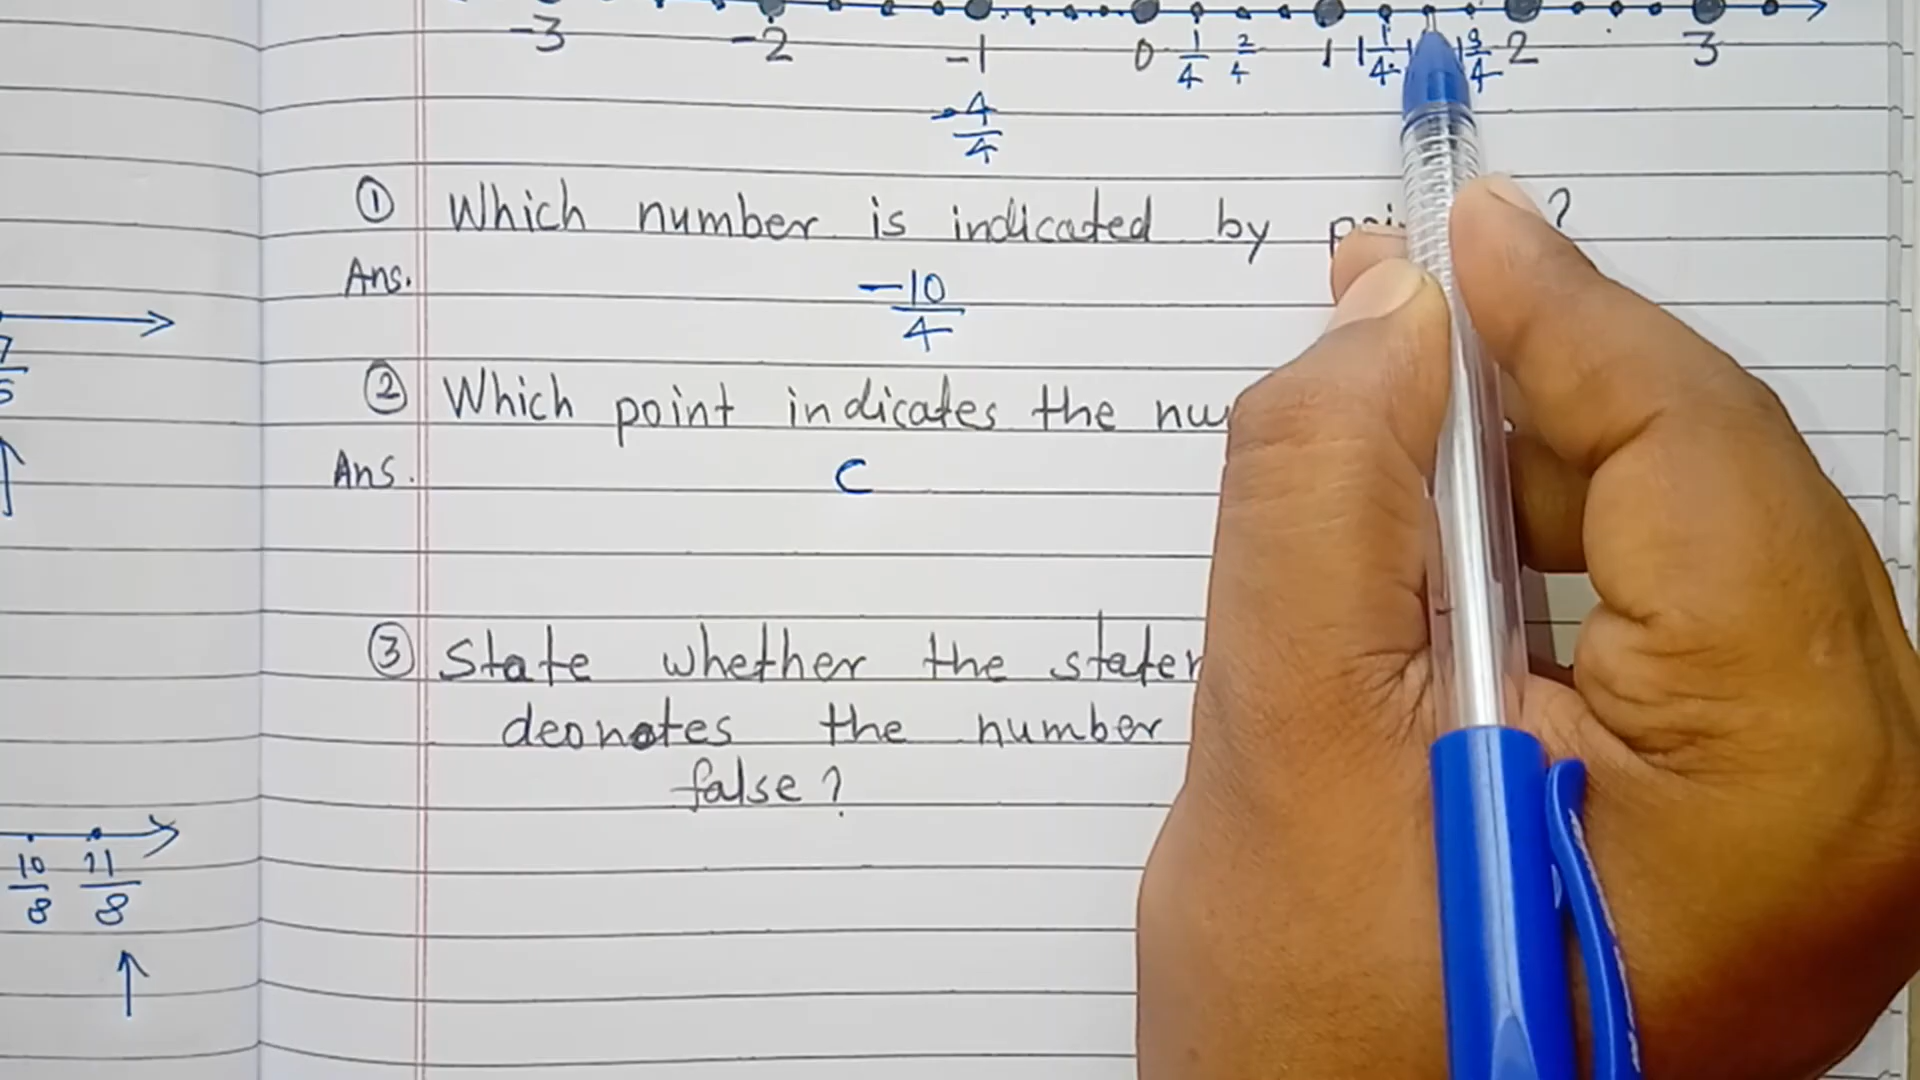 -3 -2 -1 0 1/4 2/4 1 1 1/4 1 3/4 2 3
-4/4
① Which number is indicated by ?
Ans. -10/4
② Which point indicates the
Ans. C
③ State whether the
deonotes the number
false?
7/5
10/8 11/8